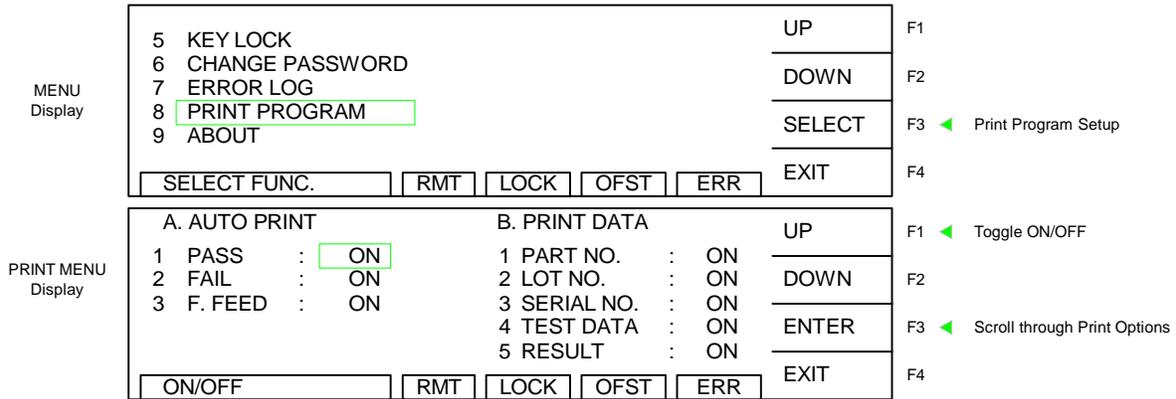 MENU
Display
5 KEY LOCK
6 CHANGE PASSWORD
7 ERROR LOG
8 PRINT PROGRAM
9 ABOUT
SELECT FUNC. RMT LOCK OFST ERR
UP F1
DOWN F2
SELECT F3 Print Program Setup
EXIT F4
PRINT MENU
Display
A. AUTO PRINT
1 PASS : ON
2 FAIL : ON
3 F. FEED : ON
B. PRINT DATA
1 PART NO. : ON
2 LOT NO. : ON
3 SERIAL NO. : ON
4 TEST DATA : ON
5 RESULT : ON
ON/OFF RMT LOCK OFST ERR
UP F1 Toggle ON/OFF
DOWN F2
ENTER F3 Scroll through Print Options
EXIT F4